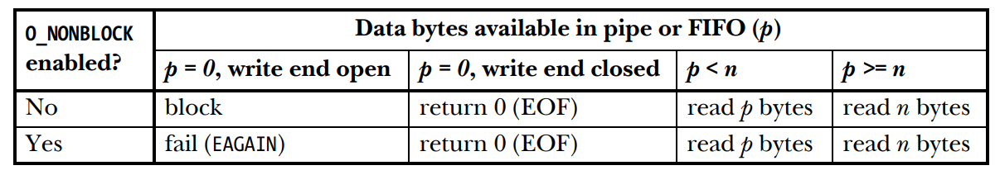 O_NONBLOCK enabled? Data bytes available in pipe or FIFO (p)
p = 0, write end open p = 0, write end closed p < n p >= n
No block return 0 (EOF) read p bytes read n bytes
Yes fail (EAGAIN) return 0 (EOF) read p bytes read n bytes